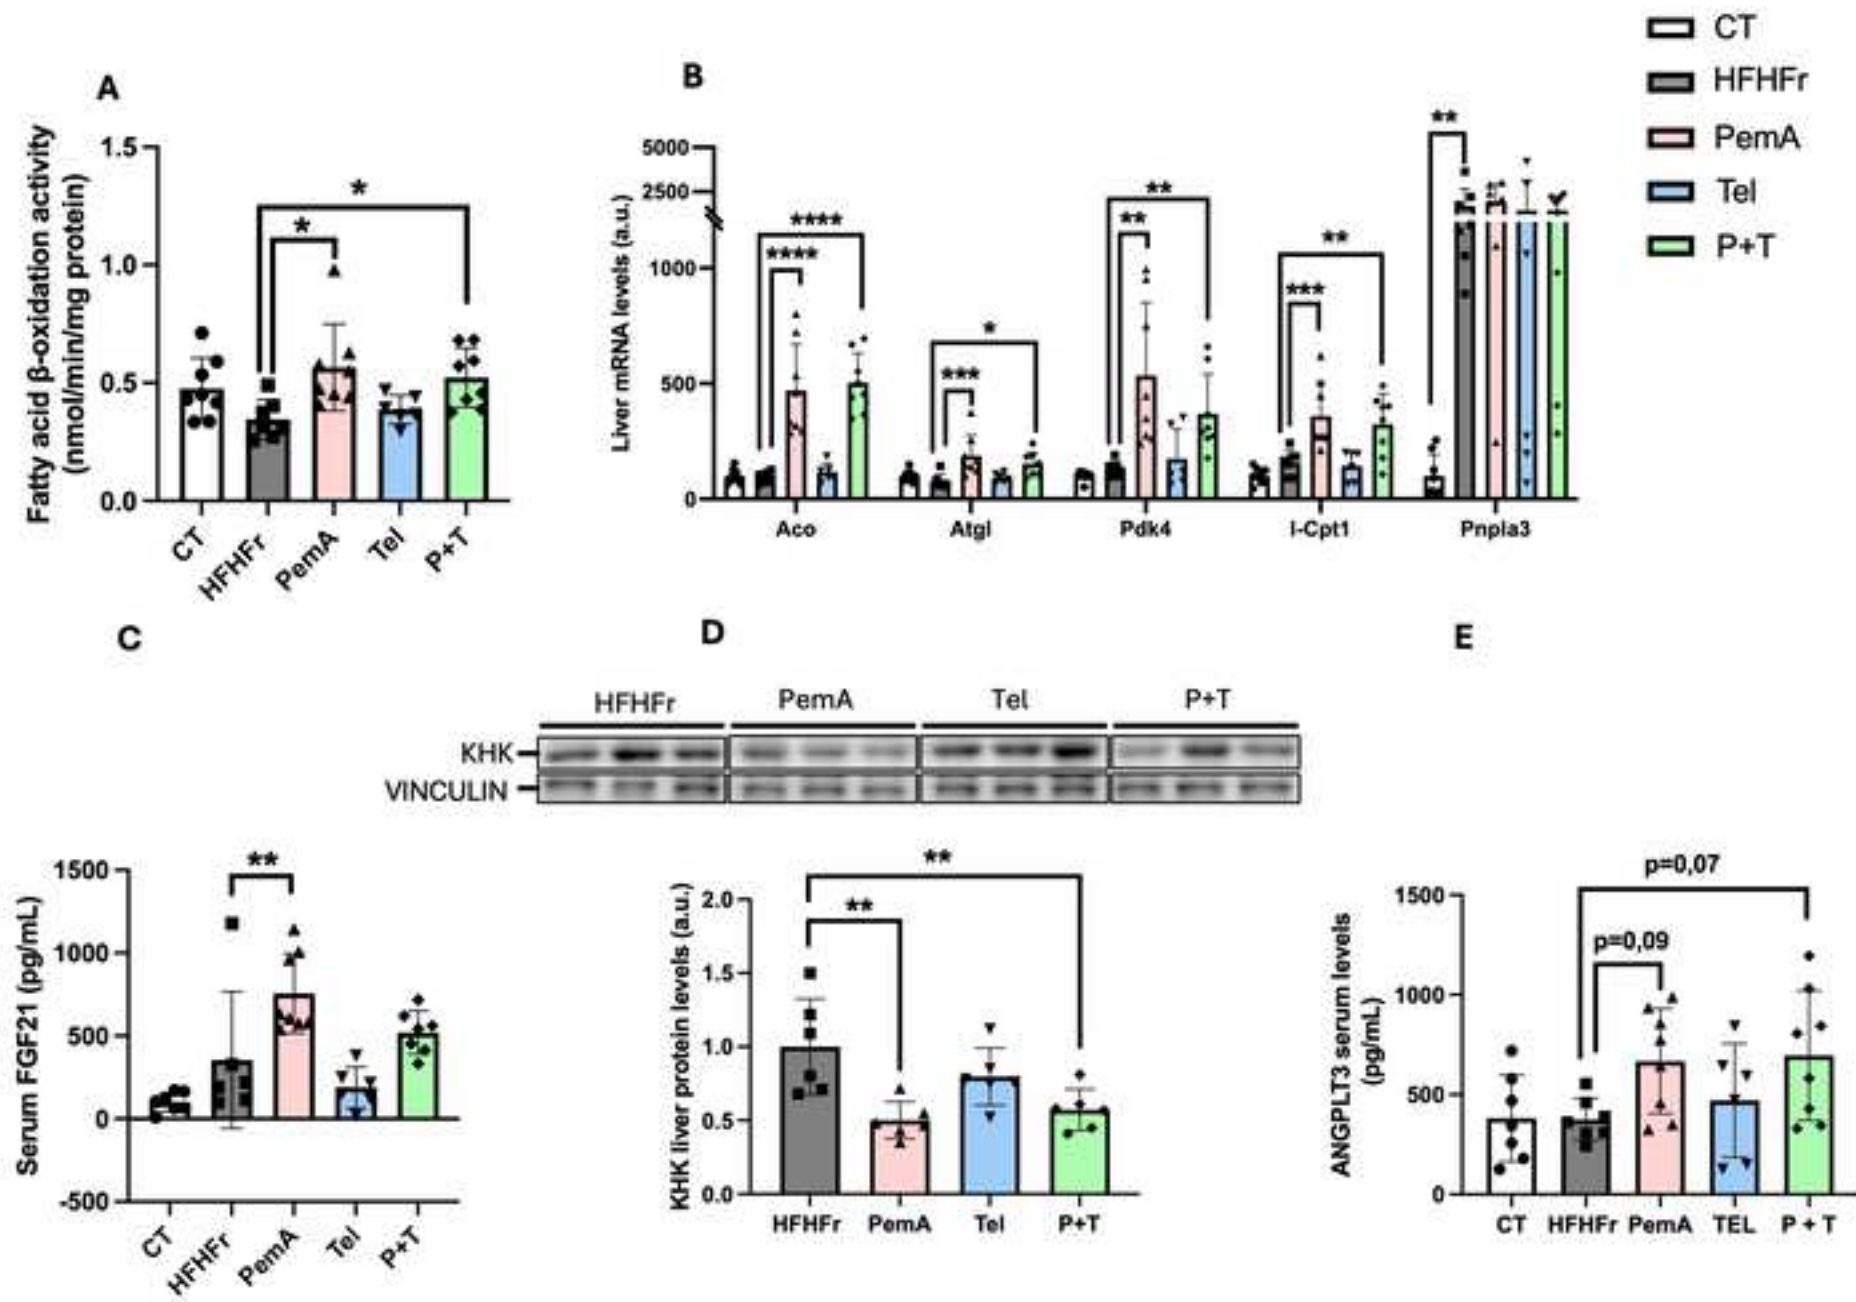 CT
HFHFr
PemA
Tel
P+T
A
Fatty acid β-oxidation activity
(nmol/min/mg protein)
1.5
1.0
0.5
0.0
*
*
CT
HFHFr
PemA
Tel
P+T
B
Liver mRNA levels (a.u.)
5000
2500
1000
500
0
****
****
***
*
**
**
***
**
**
Aco
Atgl
Pdk4
l-Cpt1
Pnpla3
C
Serum FGF21 (pg/mL)
1500
1000
500
0
-500
**
CT
HFHFr
PemA
Tel
P+T
D
HFHFr PemA Tel P+T
KHK
VINCULIN
KHK liver protein levels (a.u.)
2.0
1.5
1.0
0.5
0.0
**
**
HFHFr PemA Tel P+T
E
ANGPLT3 serum levels
(pg/mL)
1500
1000
500
0
p=0,07
p=0,09
CT HFHFr PemA TEL P + T